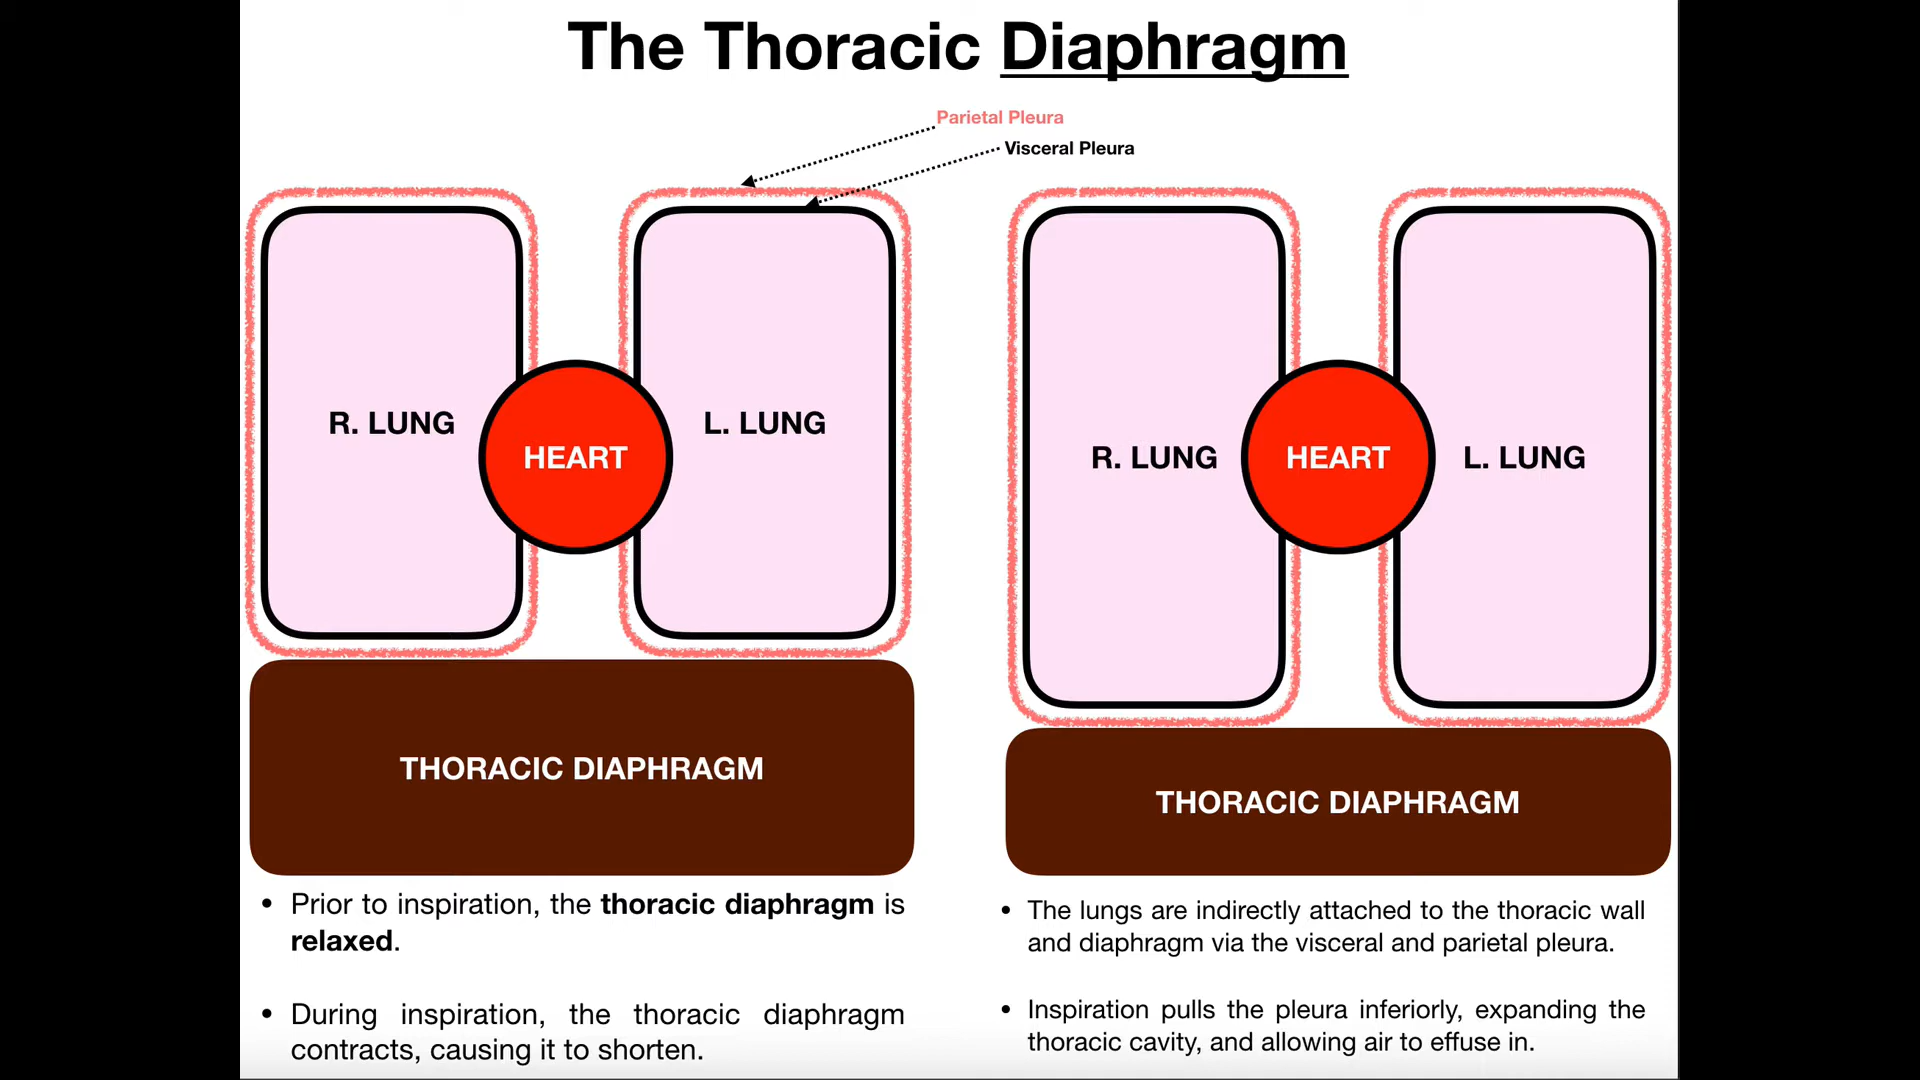 The Thoracic Diaphragm
Parietal Pleura
Visceral Pleura
R. LUNG
HEART
L. LUNG
THORACIC DIAPHRAGM
R. LUNG
HEART
L. LUNG
THORACIC DIAPHRAGM
• Prior to inspiration, the thoracic diaphragm is
relaxed.
• During inspiration, the thoracic diaphragm
contracts, causing it to shorten.
• The lungs are indirectly attached to the thoracic wall
and diaphragm via the visceral and parietal pleura.
• Inspiration pulls the pleura inferiorly, expanding the
thoracic cavity, and allowing air to effuse in.